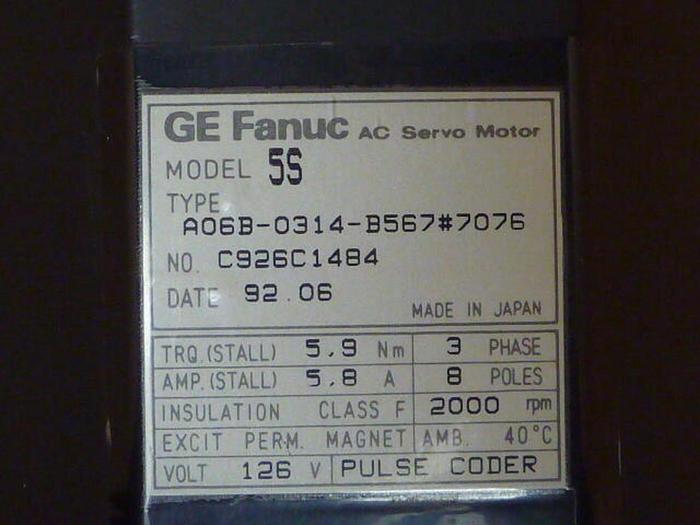 GE Fanuc AC Servo Motor
MODEL 5S
TYPE
A06B-0314-B567#7076
NO. C926C1484
DATE 92.06
MADE IN JAPAN
TRQ.(STALL) 5.9 Nm 3 PHASE
AMP.(STALL) 5.8 A 8 POLES
INSULATION CLASS F 2000 rpm
EXCIT PERM. MAGNET AMB. 40°C
VOLT 126 V PULSE CODER